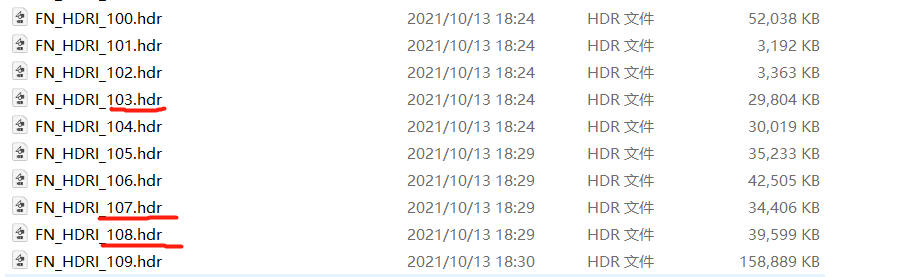 FN_HDRI_100.hdr 2021/10/13 18:24 HDR 文件 52,038 KB
FN_HDRI_101.hdr 2021/10/13 18:24 HDR 文件 3,192 KB
FN_HDRI_102.hdr 2021/10/13 18:24 HDR 文件 3,363 KB
FN_HDRI_103.hdr 2021/10/13 18:24 HDR 文件 29,804 KB
FN_HDRI_104.hdr 2021/10/13 18:24 HDR 文件 30,019 KB
FN_HDRI_105.hdr 2021/10/13 18:29 HDR 文件 35,233 KB
FN_HDRI_106.hdr 2021/10/13 18:29 HDR 文件 42,505 KB
FN_HDRI_107.hdr 2021/10/13 18:29 HDR 文件 34,406 KB
FN_HDRI_108.hdr 2021/10/13 18:29 HDR 文件 39,599 KB
FN_HDRI_109.hdr 2021/10/13 18:30 HDR 文件 158,889 KB